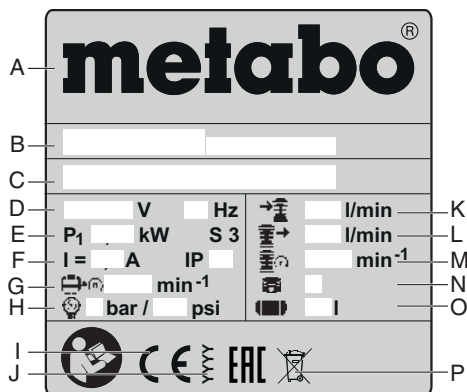 metabo®
A
B
C
D V Hz
E P1 kW S 3
F I = , A IP
G min-1
H bar / psi
l/min K
l/min L
min-1 M
N
l O
I CE EAC
J
P